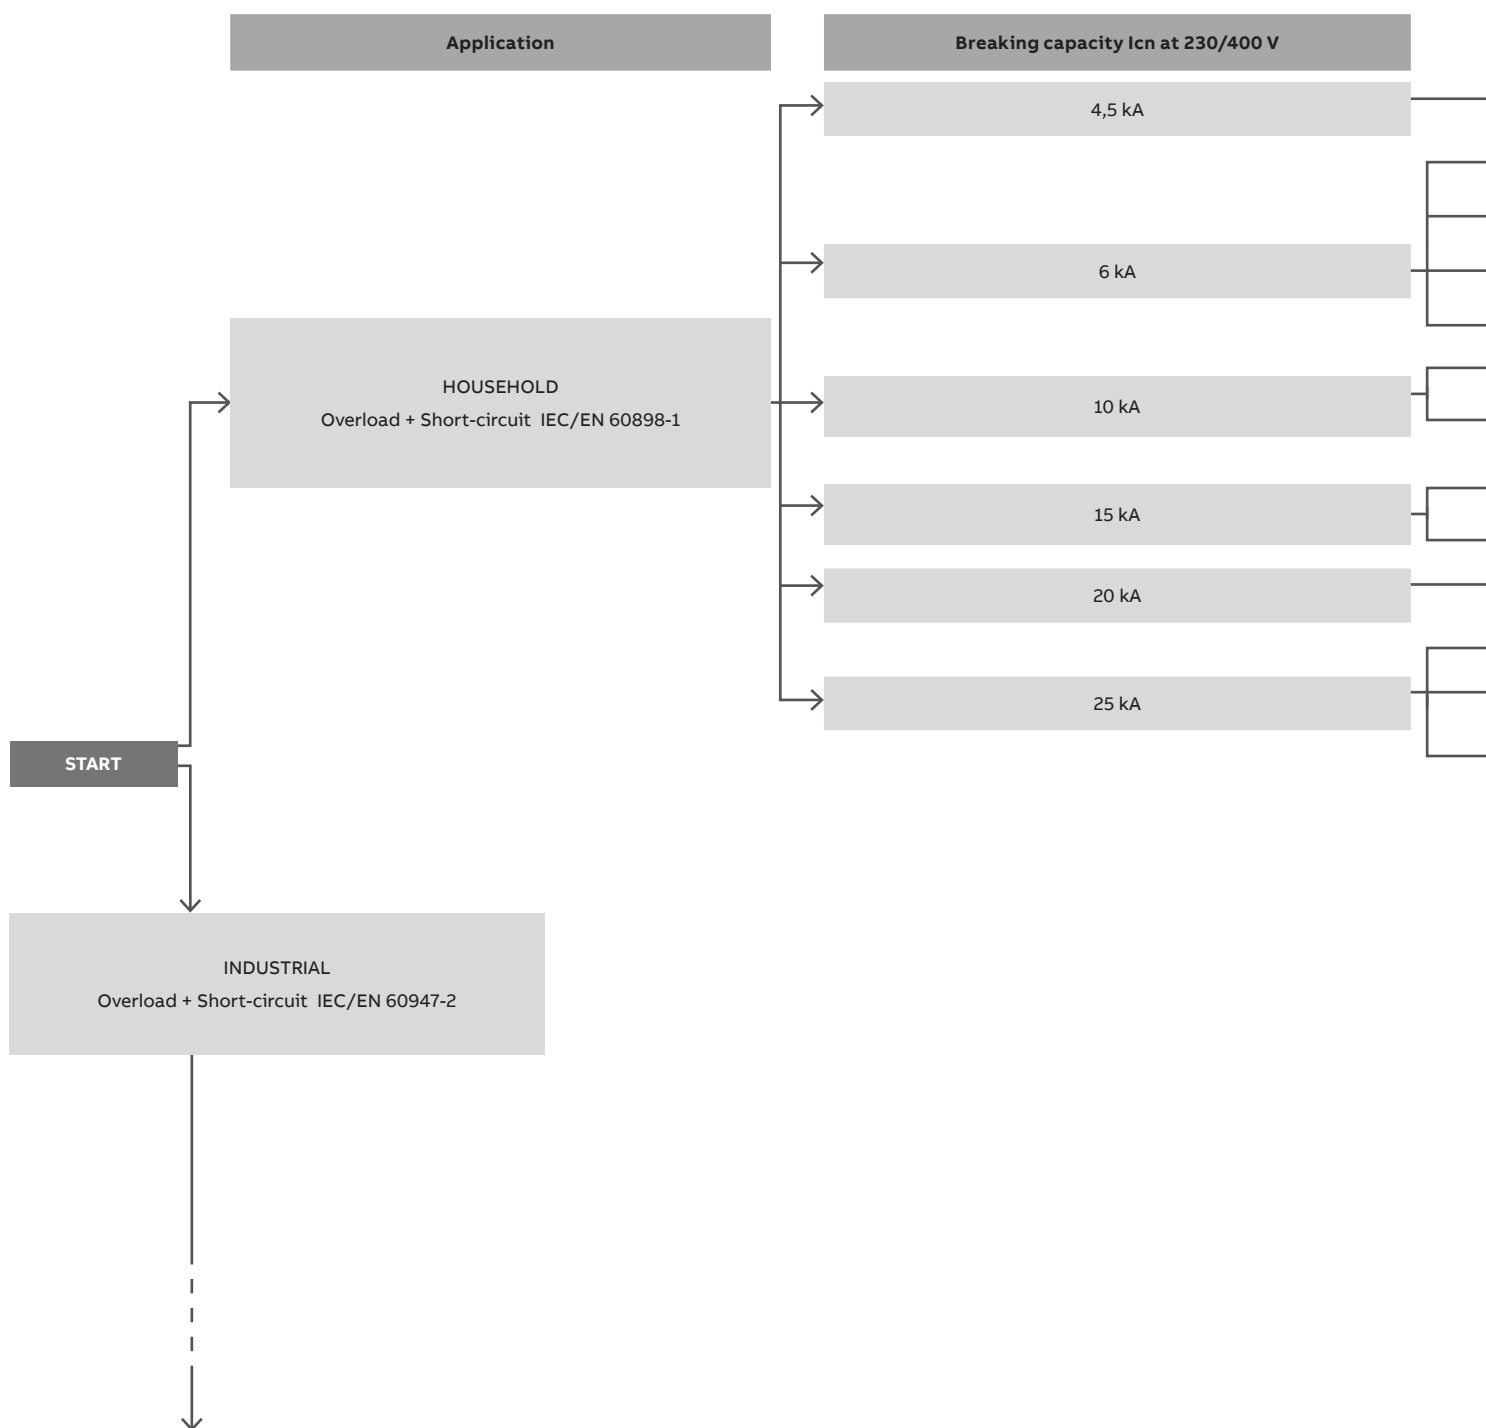 Application
Breaking capacity Icn at 230/400 V
4,5 kA
6 kA
HOUSEHOLD
Overload + Short-circuit  IEC/EN 60898-1
10 kA
15 kA
20 kA
25 kA
START
INDUSTRIAL
Overload + Short-circuit  IEC/EN 60947-2